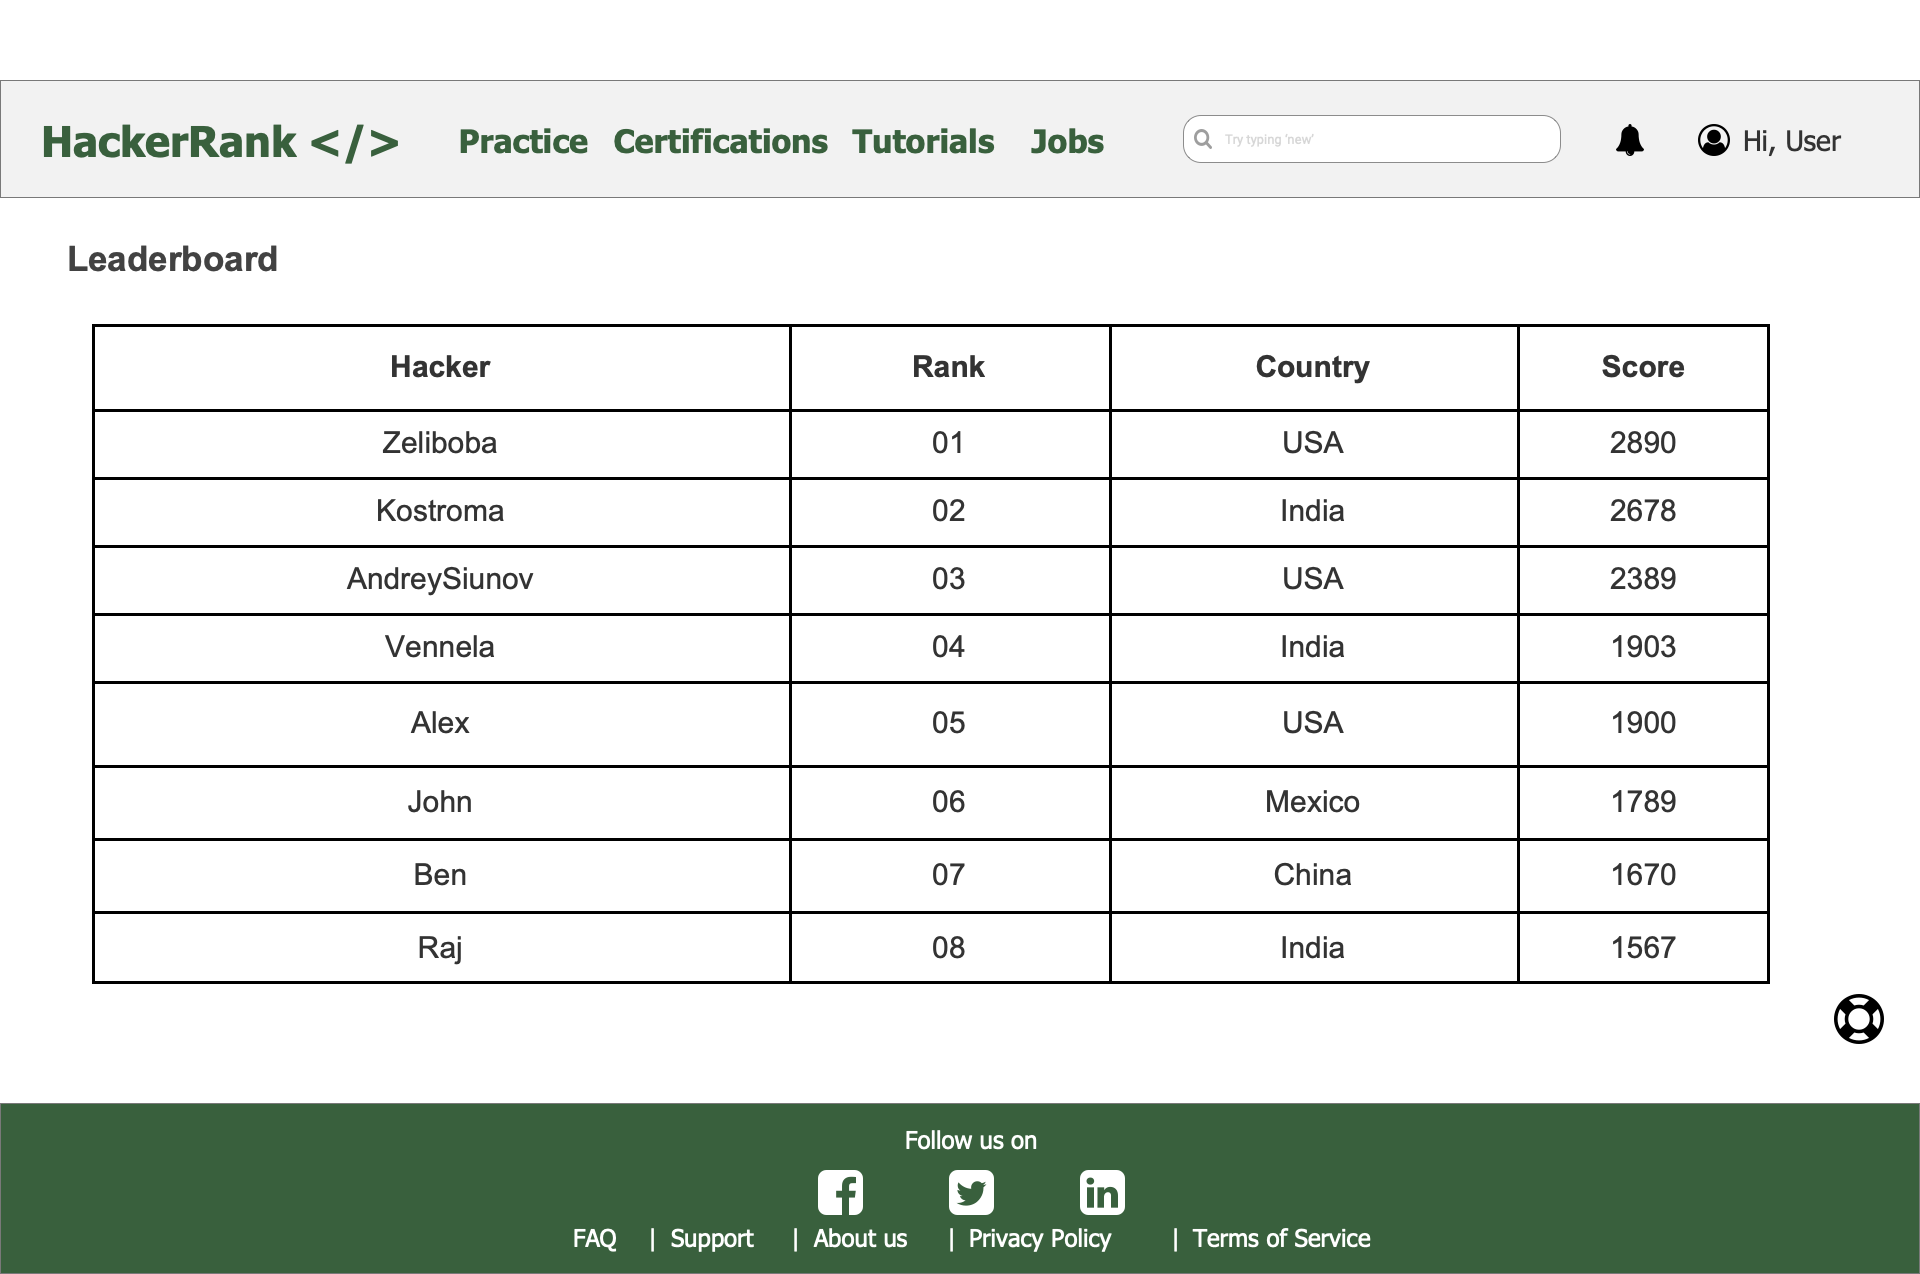 HackerRank </> Practice Certifications Tutorials Jobs Try typing 'new' Hi, User
Leaderboard
Hacker Rank Country Score
Zeliboba 01 USA 2890
Kostroma 02 India 2678
AndreySiunov 03 USA 2389
Vennela 04 India 1903
Alex 05 USA 1900
John 06 Mexico 1789
Ben 07 China 1670
Raj 08 India 1567
Follow us on
FAQ | Support | About us | Privacy Policy | Terms of Service